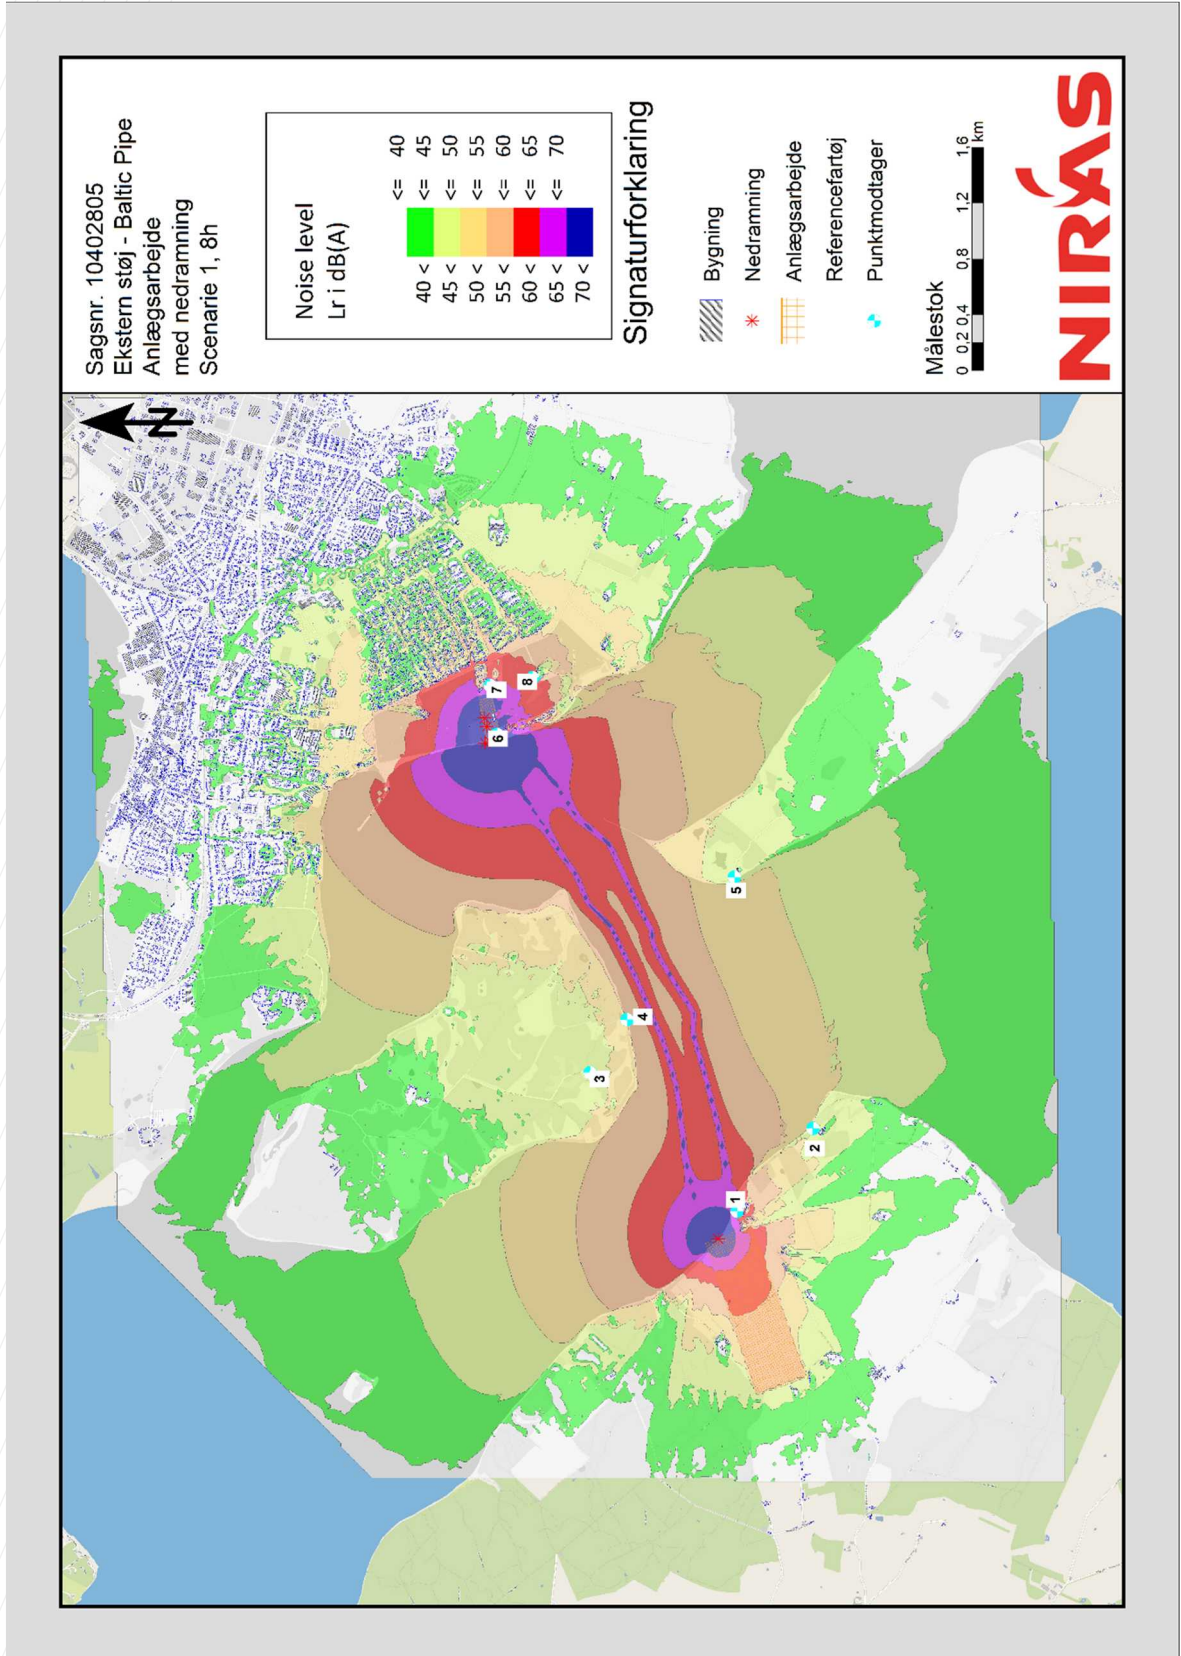 Sagsnr. 10402805
Ekstern støj - Baltic Pipe
Anlægsarbejde
med nedramning
Scenarie 1, 8h
Noise level
Lr i dB(A)
<= 40
40 < <= 45
45 < <= 50
50 < <= 55
55 < <= 60
60 < <= 65
65 < <= 70
70 <
Signaturforklaring
Bygning
Nedramning
Anlægsarbejde
Referencefartøj
Punktmodtager
Målestok
0 0,2 0,4 0,8 1,2 1,6
km
NIRAS
N
1
2
3
4
5
6
7
8